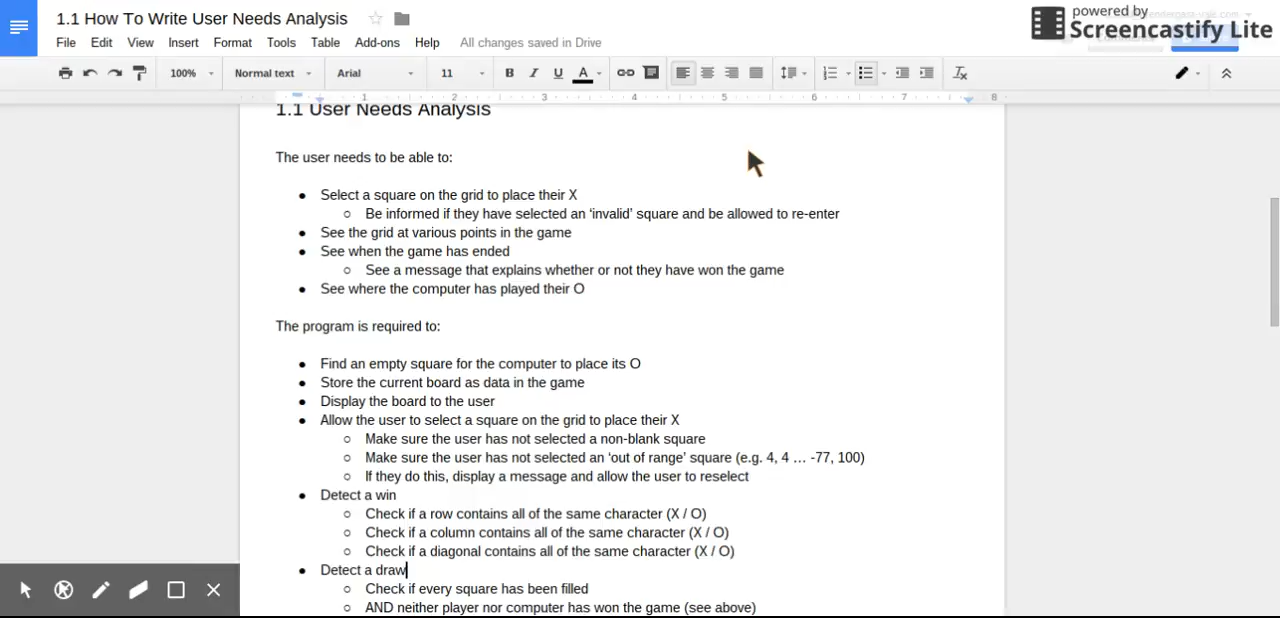 1.1 How To Write User Needs Analysis
powered by
Screencastify Lite
File Edit View Insert Format Tools Table Add-ons Help All changes saved in Drive
100% Normal text Arial 11 B I U A
1 2 3 4 5 6 7 8
1.1 User Needs Analysis
The user needs to be able to:
● Select a square on the grid to place their X
○ Be informed if they have selected an ‘invalid’ square and be allowed to re-enter
● See the grid at various points in the game
● See when the game has ended
○ See a message that explains whether or not they have won the game
● See where the computer has played their O
The program is required to:
● Find an empty square for the computer to place its O
● Store the current board as data in the game
● Display the board to the user
● Allow the user to select a square on the grid to place their X
○ Make sure the user has not selected a non-blank square
○ Make sure the user has not selected an ‘out of range’ square (e.g. 4, 4 … -77, 100)
○ If they do this, display a message and allow the user to reselect
● Detect a win
○ Check if a row contains all of the same character (X / O)
○ Check if a column contains all of the same character (X / O)
○ Check if a diagonal contains all of the same character (X / O)
● Detect a draw
○ Check if every square has been filled
○ AND neither player nor computer has won the game (see above)